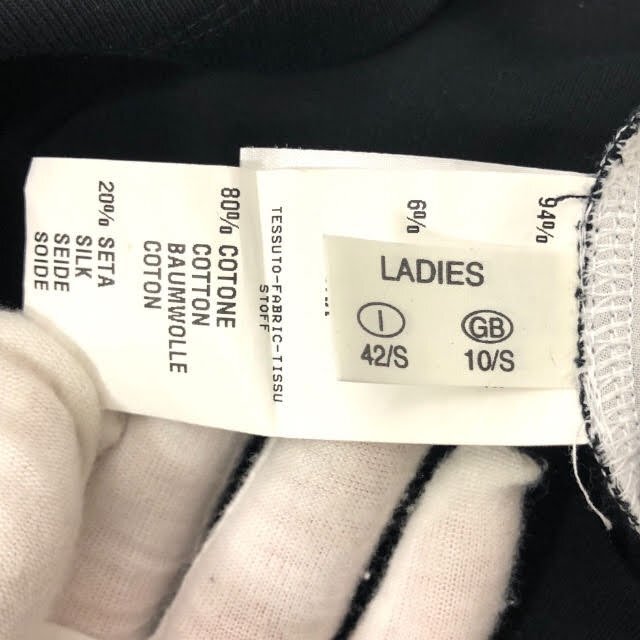 80% COTONE
COTTON
BAUMWOLLE
COTON
20% SETA
SILK
SEIDE
SOIDE
TESSUTO-FABRIC-TISSU
STOFF
94%
6%
LADIES
I
42/S
GB
10/S